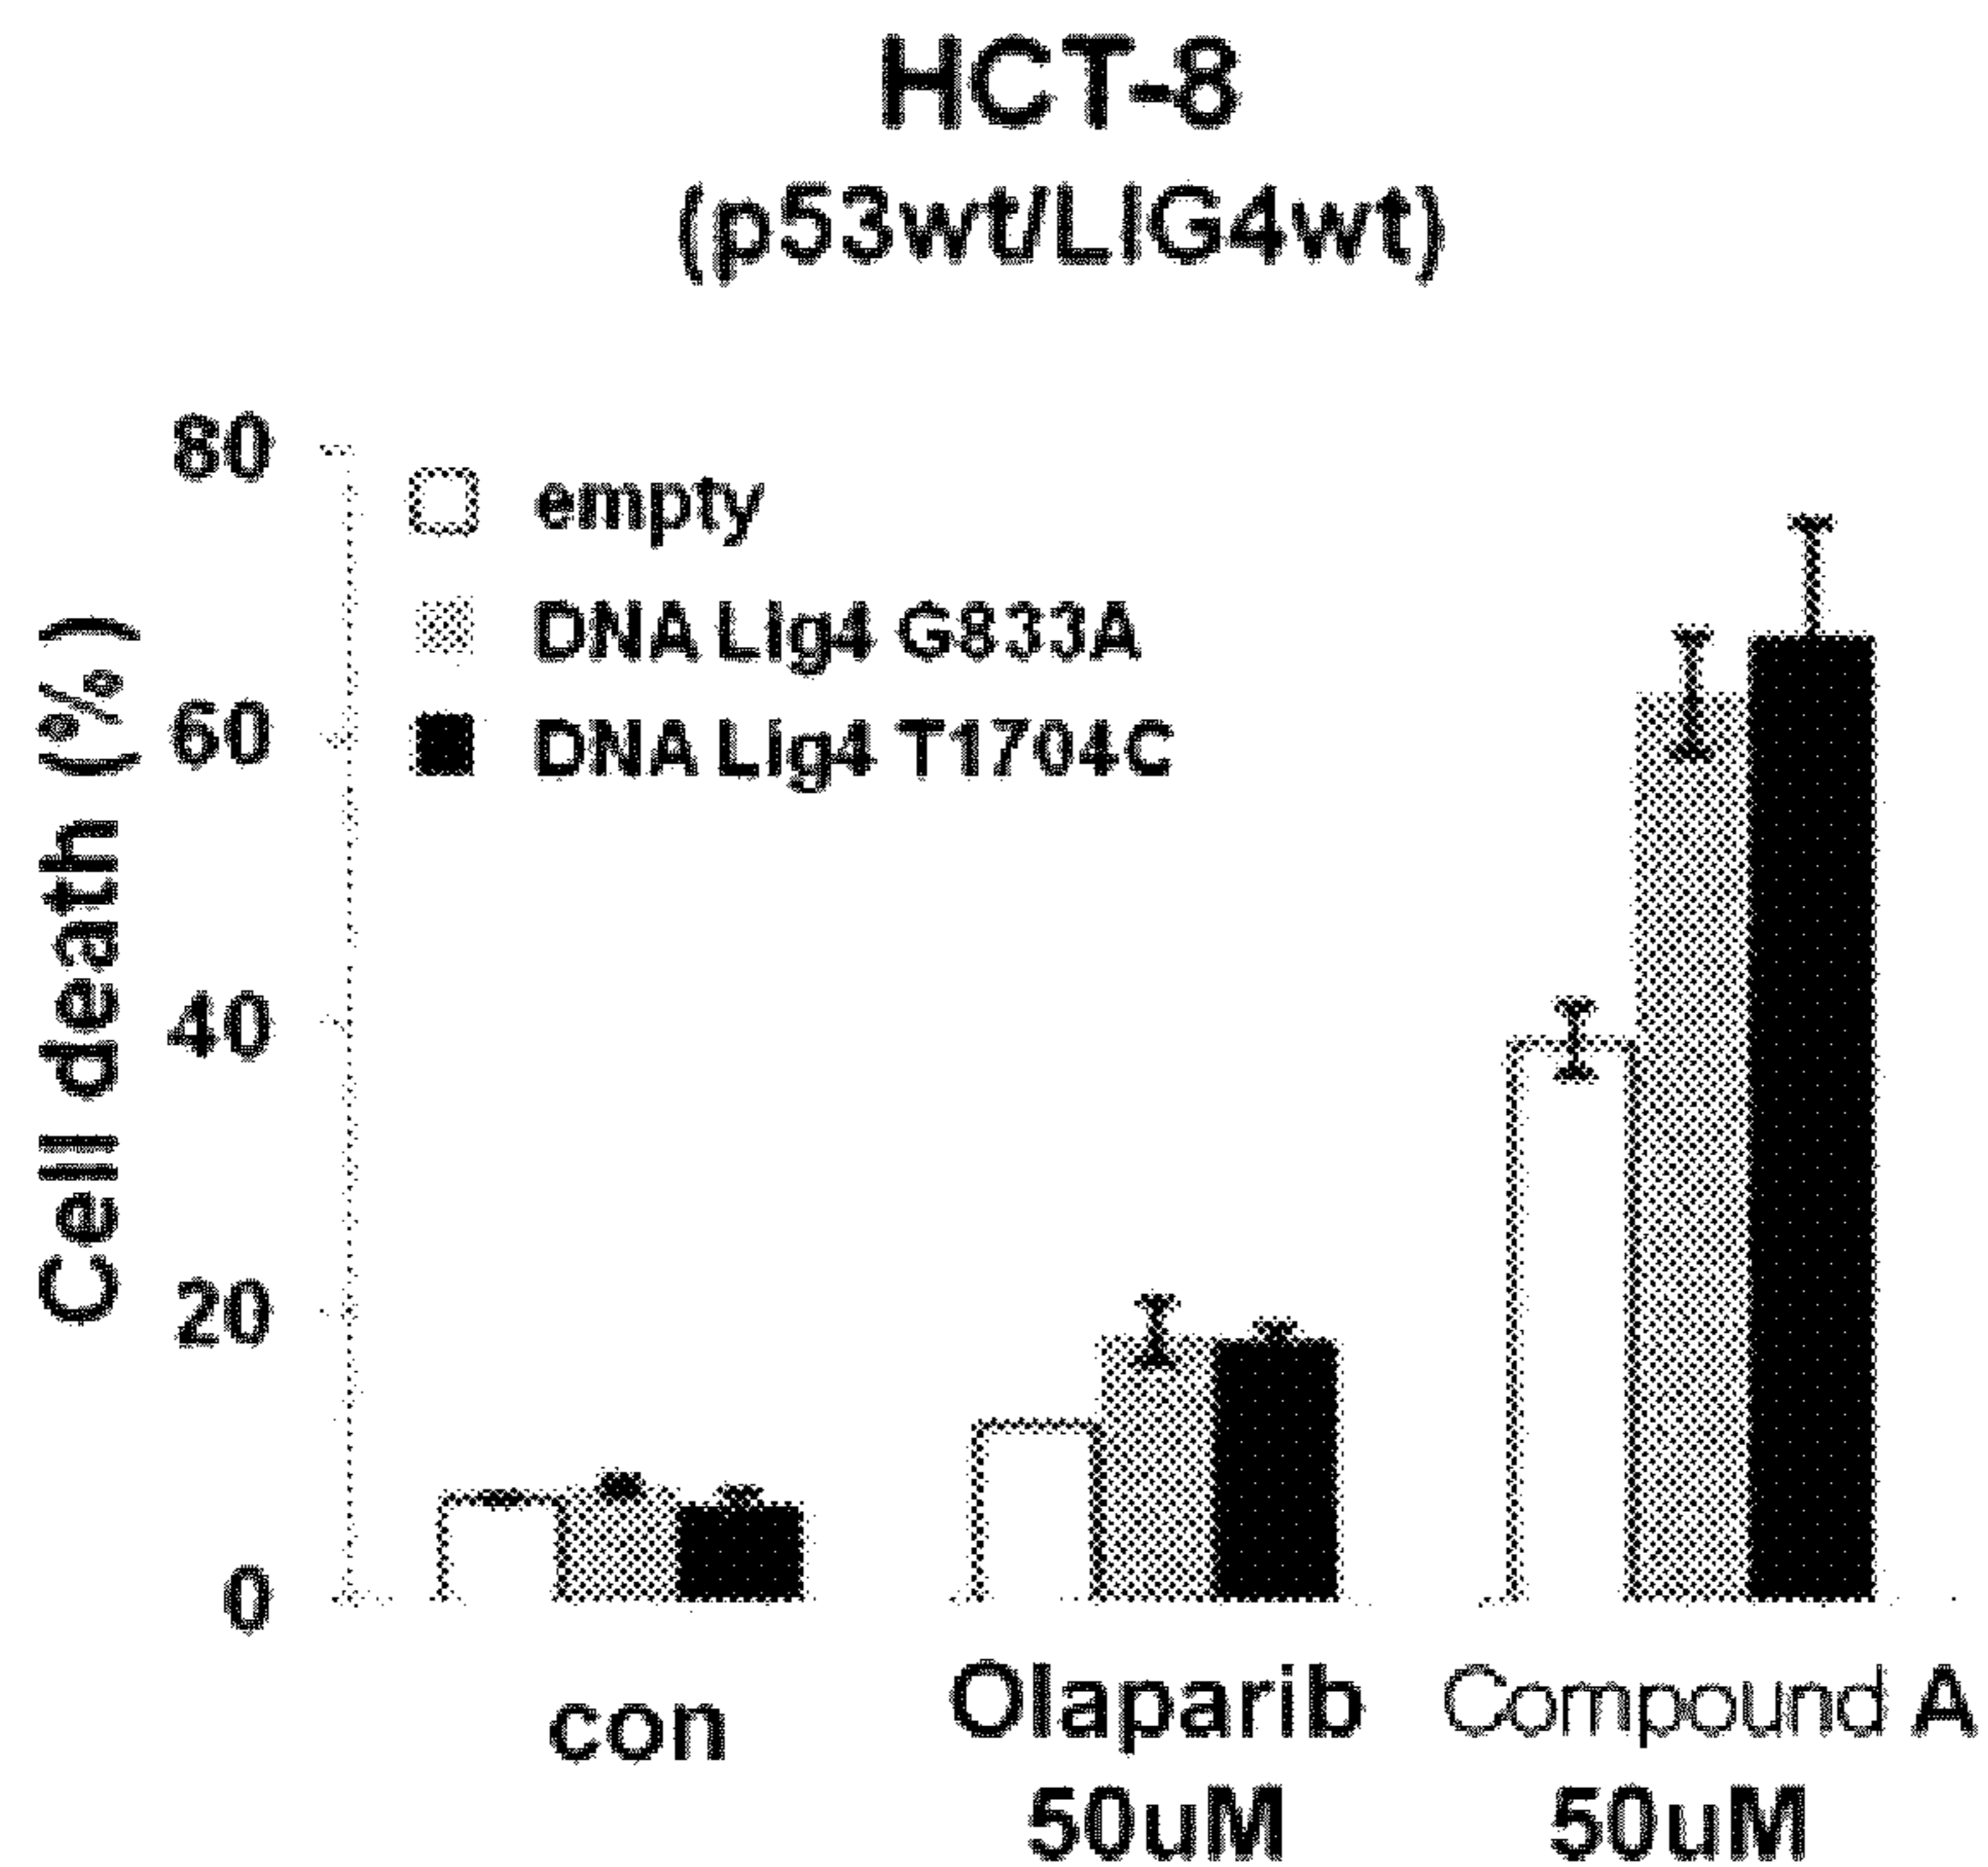 HCT-8
(p53wt/LIG4wt)
80
60
40
20
0
Cell death (%)
empty
DNA Lig4 G833A
DNA Lig4 T1704C
con
Olaparib
50uM
Compound A
50uM